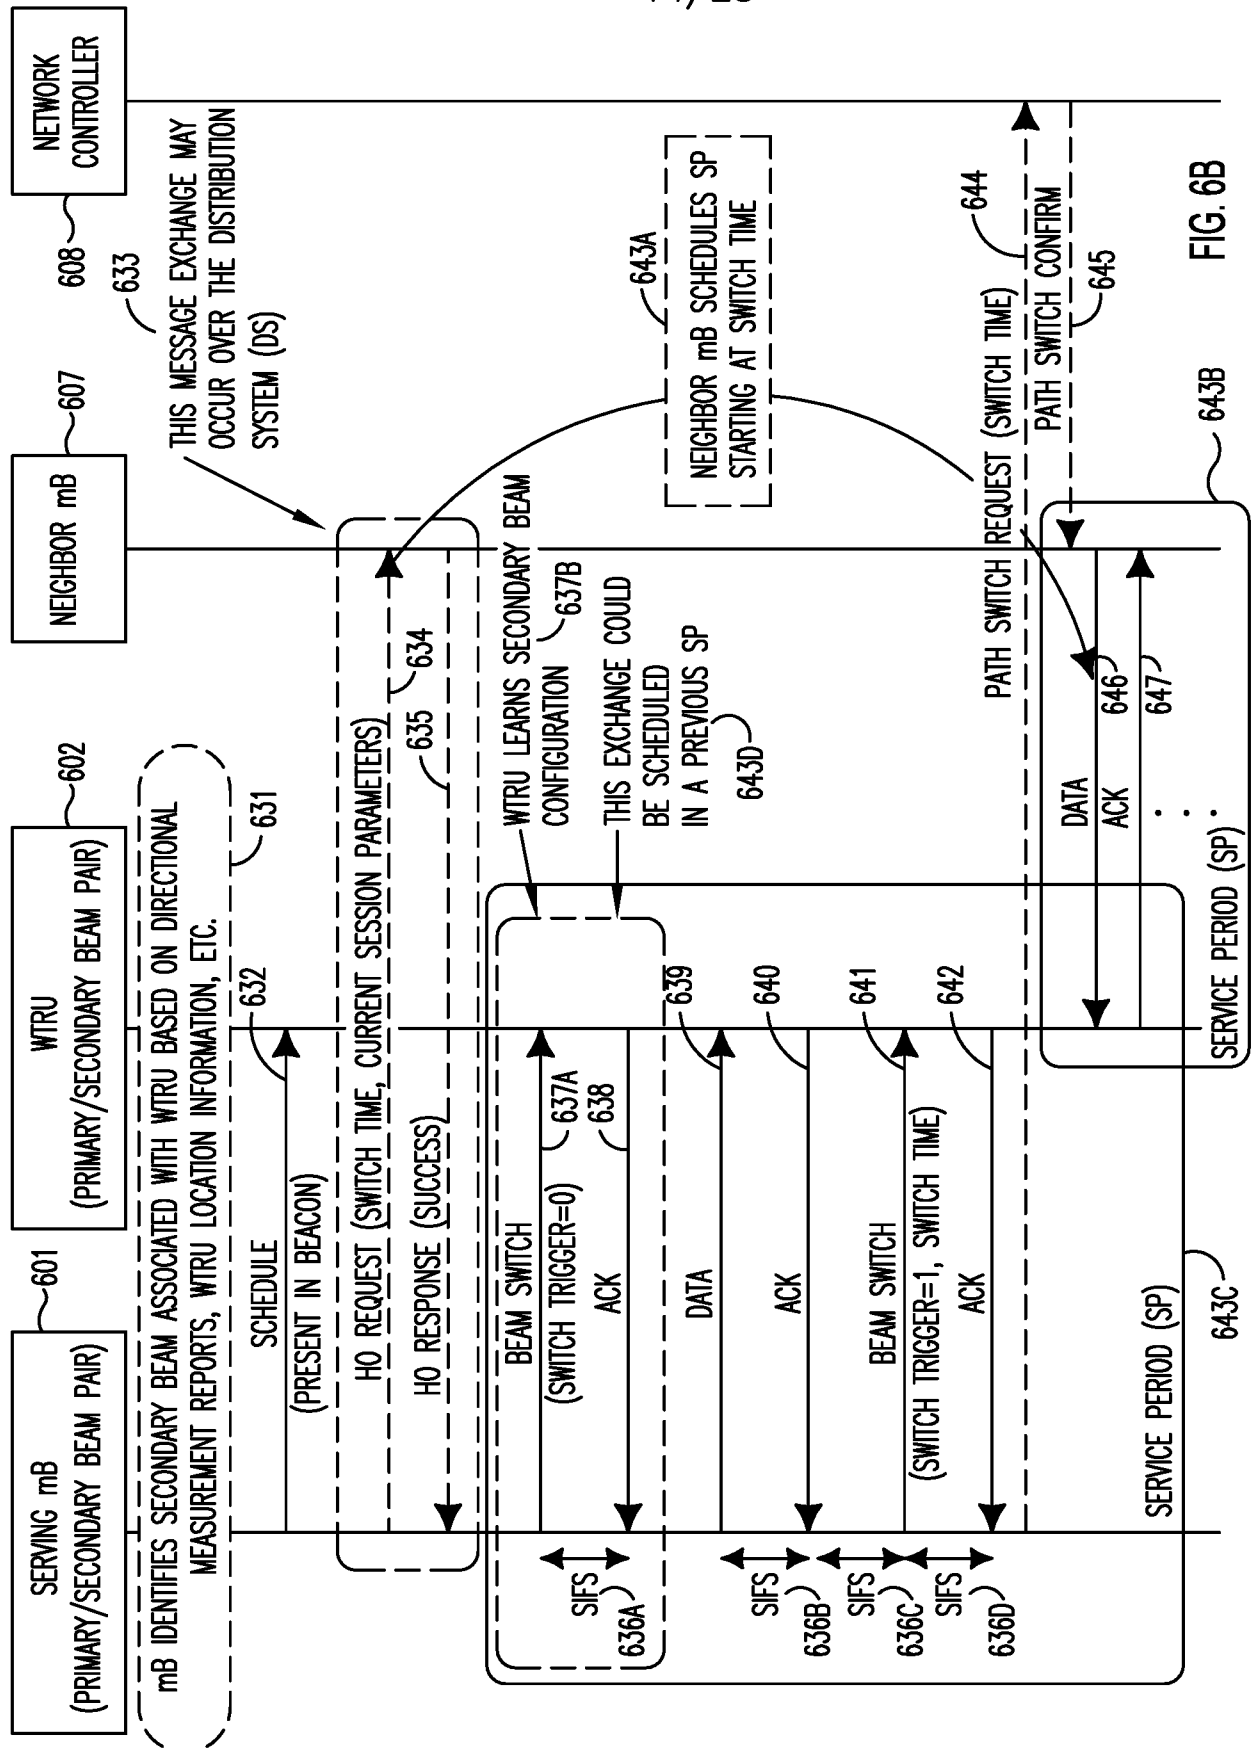 SERVING mB
(PRIMARY/SECONDARY BEAM PAIR)
601
WTRU
(PRIMARY/SECONDARY BEAM PAIR)
602
NEIGHBOR mB
607
NETWORK
CONTROLLER
608
mB IDENTIFIES SECONDARY BEAM ASSOCIATED WITH WTRU BASED ON DIRECTIONAL
MEASUREMENT REPORTS, WTRU LOCATION INFORMATION, ETC.
631
633
THIS MESSAGE EXCHANGE MAY
OCCUR OVER THE DISTRIBUTION
SYSTEM (DS)
SCHEDULE
(PRESENT IN BEACON)
632
HO REQUEST (SWITCH TIME, CURRENT SESSION PARAMETERS)
634
HO RESPONSE (SUCCESS)
635
WTRU LEARNS SECONDARY BEAM
CONFIGURATION
637B
BEAM SWITCH
(SWITCH TRIGGER=0)
637A
ACK
638
SIFS
636A
THIS EXCHANGE COULD
BE SCHEDULED
IN A PREVIOUS SP
643D
643A
NEIGHBOR mB SCHEDULES SP
STARTING AT SWITCH TIME
DATA
639
ACK
640
SIFS
636B
SIFS
636C
BEAM SWITCH
(SWITCH TRIGGER=1, SWITCH TIME)
641
ACK
642
SIFS
636D
PATH SWITCH REQUEST (SWITCH TIME)
644
PATH SWITCH CONFIRM
645
DATA
646
ACK
647
. . .
SERVICE PERIOD (SP)
643C
SERVICE PERIOD (SP)
643B
FIG. 6B